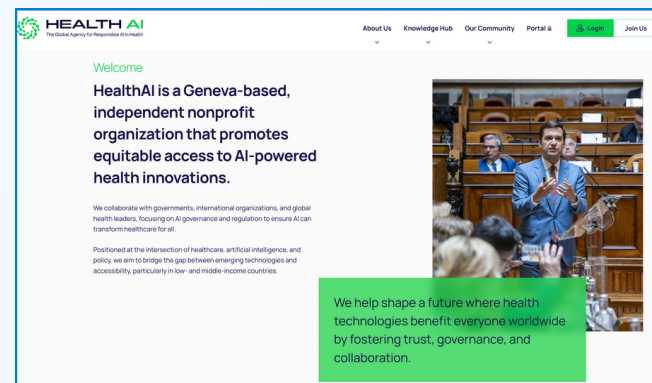 HEALTH AI
The Global Agency for Responsible AI in Health
About Us
Knowledge Hub
Our Community
Portal
Login
Join Us
Welcome
HealthAI is a Geneva-based,
independent nonprofit
organization that promotes
equitable access to AI-powered
health innovations.
We collaborate with governments, international organizations, and global
health leaders, focusing on AI governance and regulation to ensure AI can
transform healthcare for all.
Positioned at the intersection of healthcare, artificial intelligence, and
policy, we aim to bridge the gap between emerging technologies and
accessibility, particularly in low- and middle-income countries.
We help shape a future where health
technologies benefit everyone worldwide
by fostering trust, governance, and
collaboration.